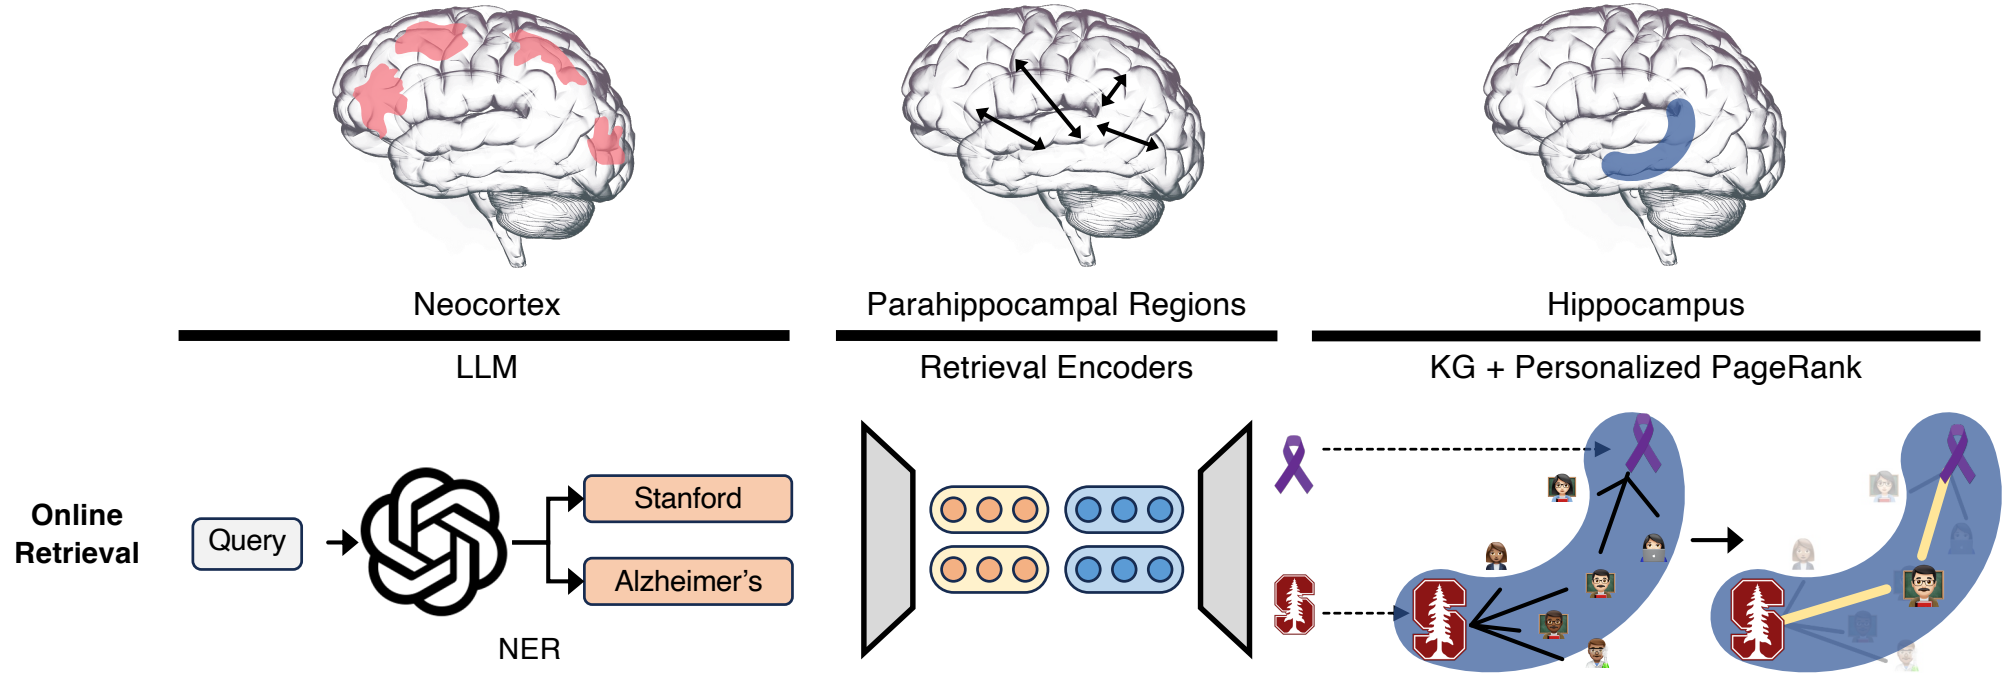 Neocortex
Parahippocampal Regions
Hippocampus
LLM
Retrieval Encoders
KG + Personalized PageRank
Online
Retrieval
Query
Stanford
Alzheimer's
NER
S
S
S